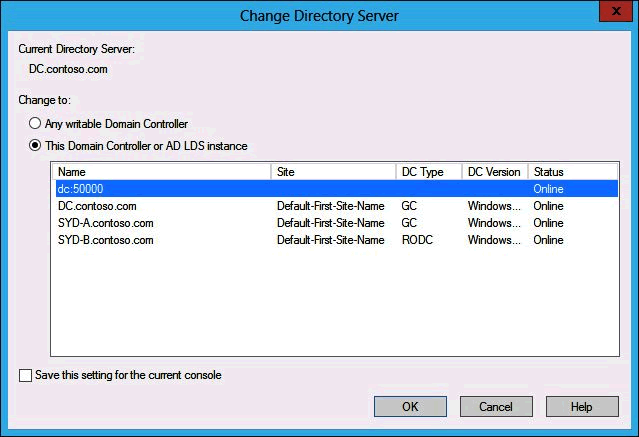 Change Directory Server
x
Current Directory Server:
DC.contoso.com
Change to:
Any writable Domain Controller
This Domain Controller or AD LDS instance
Name Site DC Type DC Version Status
dc:50000 Online
DC.contoso.com Default-First-Site-Name GC Windows... Online
SYD-A.contoso.com Default-First-Site-Name GC Windows... Online
SYD-B.contoso.com Default-First-Site-Name RODC Windows... Online
Save this setting for the current console
OK Cancel Help